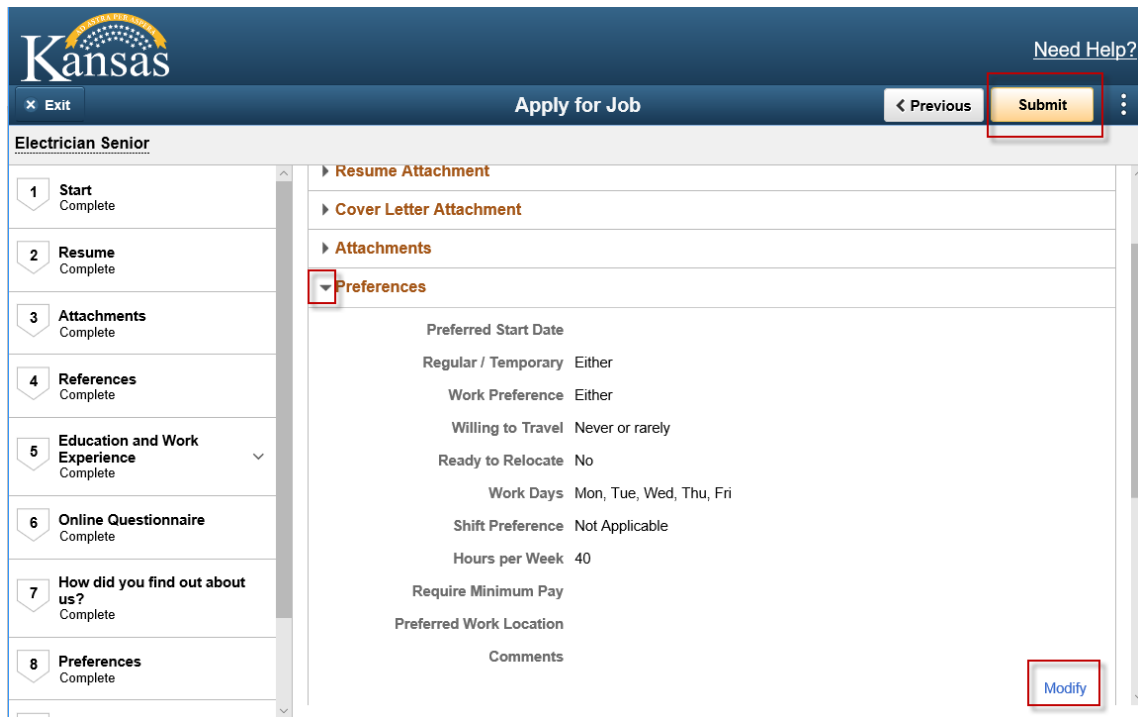 AD ASTRA PER ASPERA
Kansas
Need Help?
× Exit
Apply for Job
Previous
Submit
Electrician Senior
1 Start
Complete
2 Resume
Complete
3 Attachments
Complete
4 References
Complete
5 Education and Work
Experience
Complete
6 Online Questionnaire
Complete
7 How did you find out about
us?
Complete
8 Preferences
Complete
Resume Attachment
Cover Letter Attachment
Attachments
Preferences
Preferred Start Date
Regular / Temporary Either
Work Preference Either
Willing to Travel Never or rarely
Ready to Relocate No
Work Days Mon, Tue, Wed, Thu, Fri
Shift Preference Not Applicable
Hours per Week 40
Require Minimum Pay
Preferred Work Location
Comments
Modify